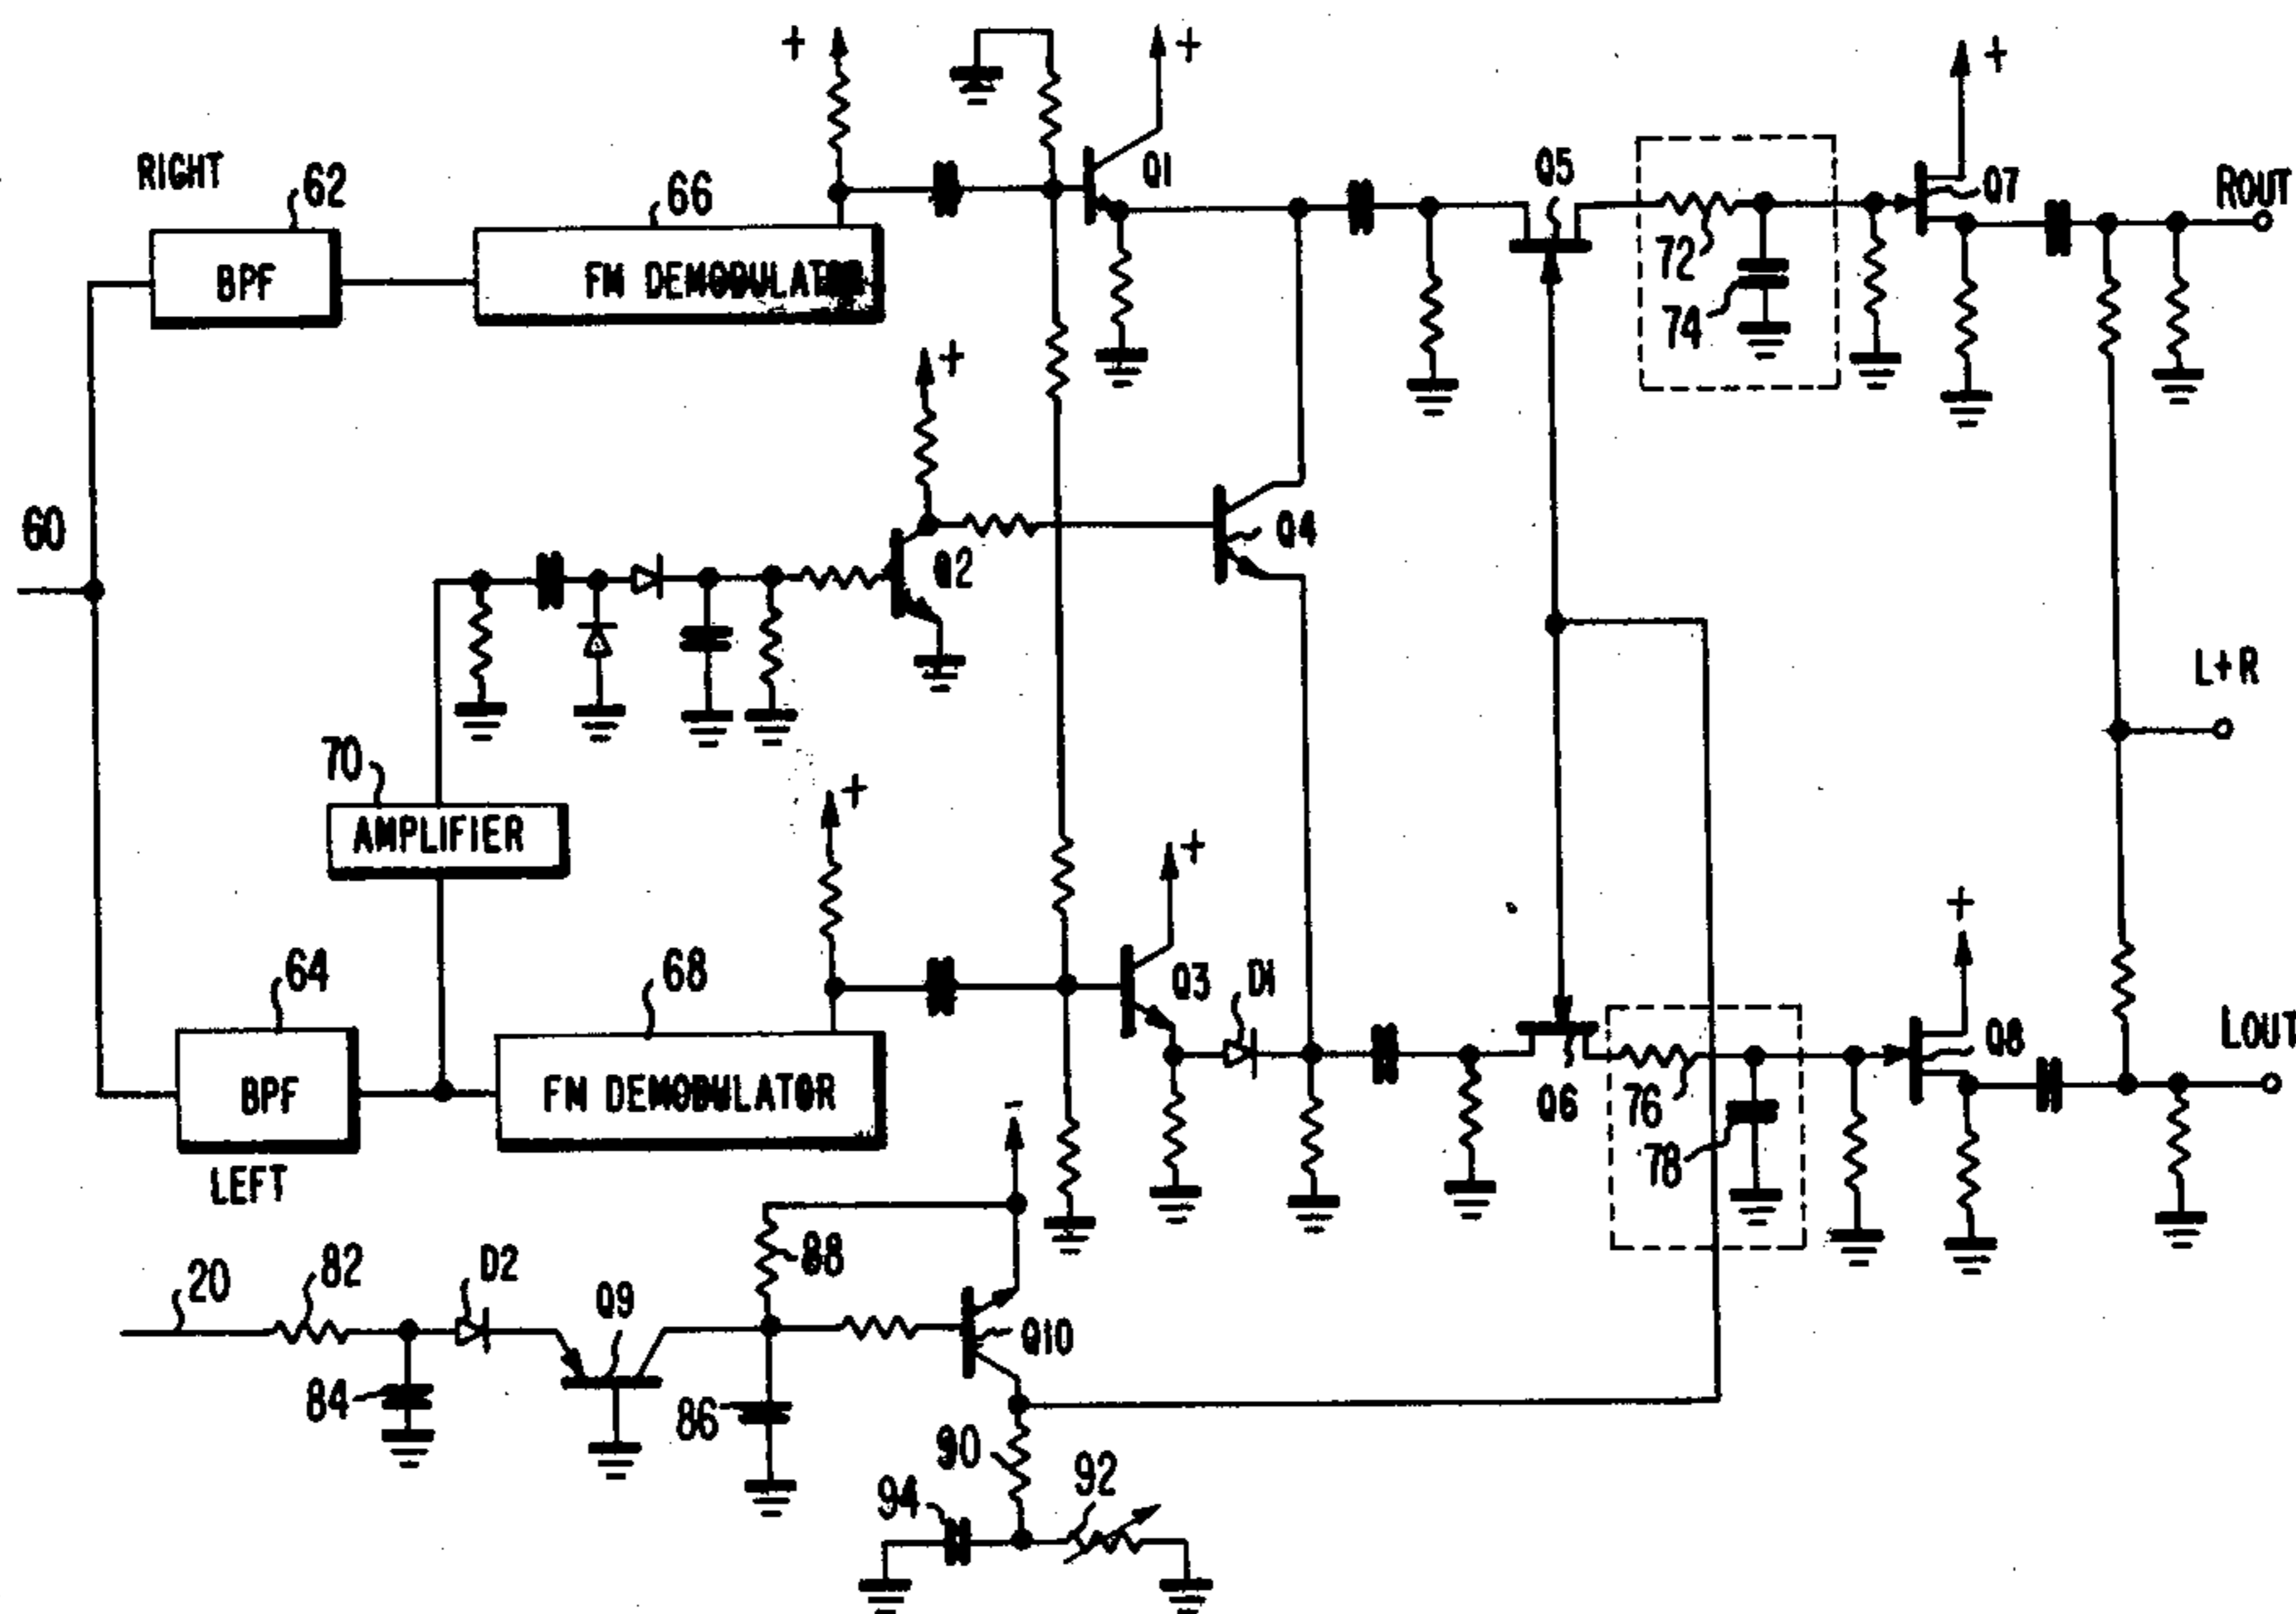 +
+
+
RIGHT
62
66
Q1
Q5
Q7
ROUT
BPF
FM DEMODULATOR
72
74
+
60
Q2
Q4
L+R
70
+
AMPLIFIER
+
+
64
68
Q3
D1
Q8
LOUT
BPF
FM DEMODULATOR
-
Q6
76
78
LEFT
20
82
D2
Q9
88
Q10
84
86
90
92
94